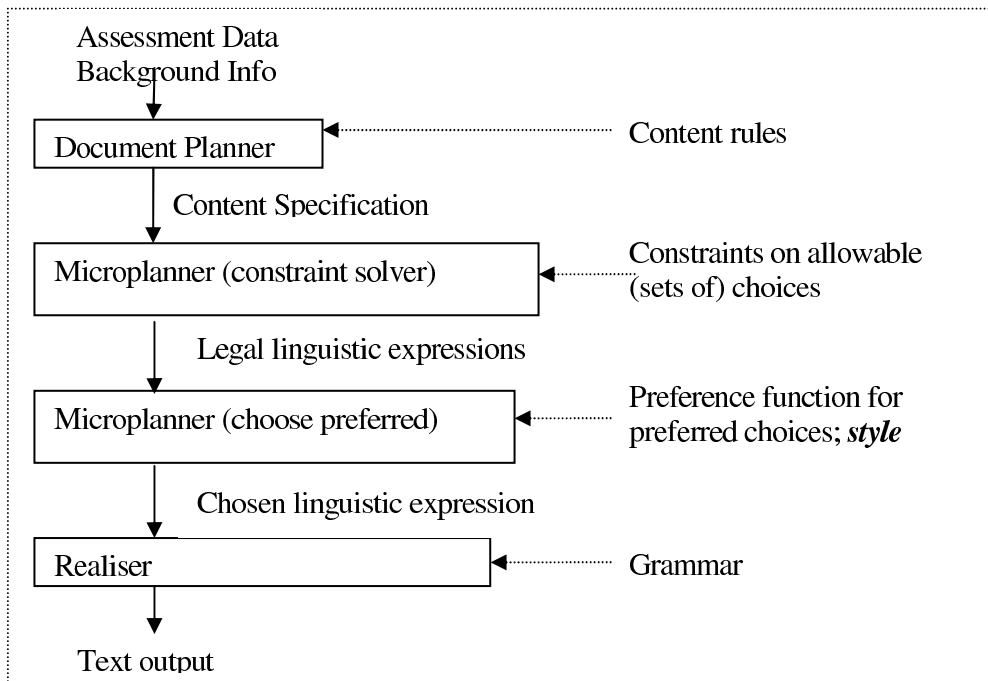 Assessment Data
Background Info
Document Planner
Content rules
Content Specification
Microplanner (constraint solver)
Constraints on allowable
(sets of) choices
Legal linguistic expressions
Microplanner (choose preferred)
Preference function for
preferred choices; style
Chosen linguistic expression
Realiser
Grammar
Text output